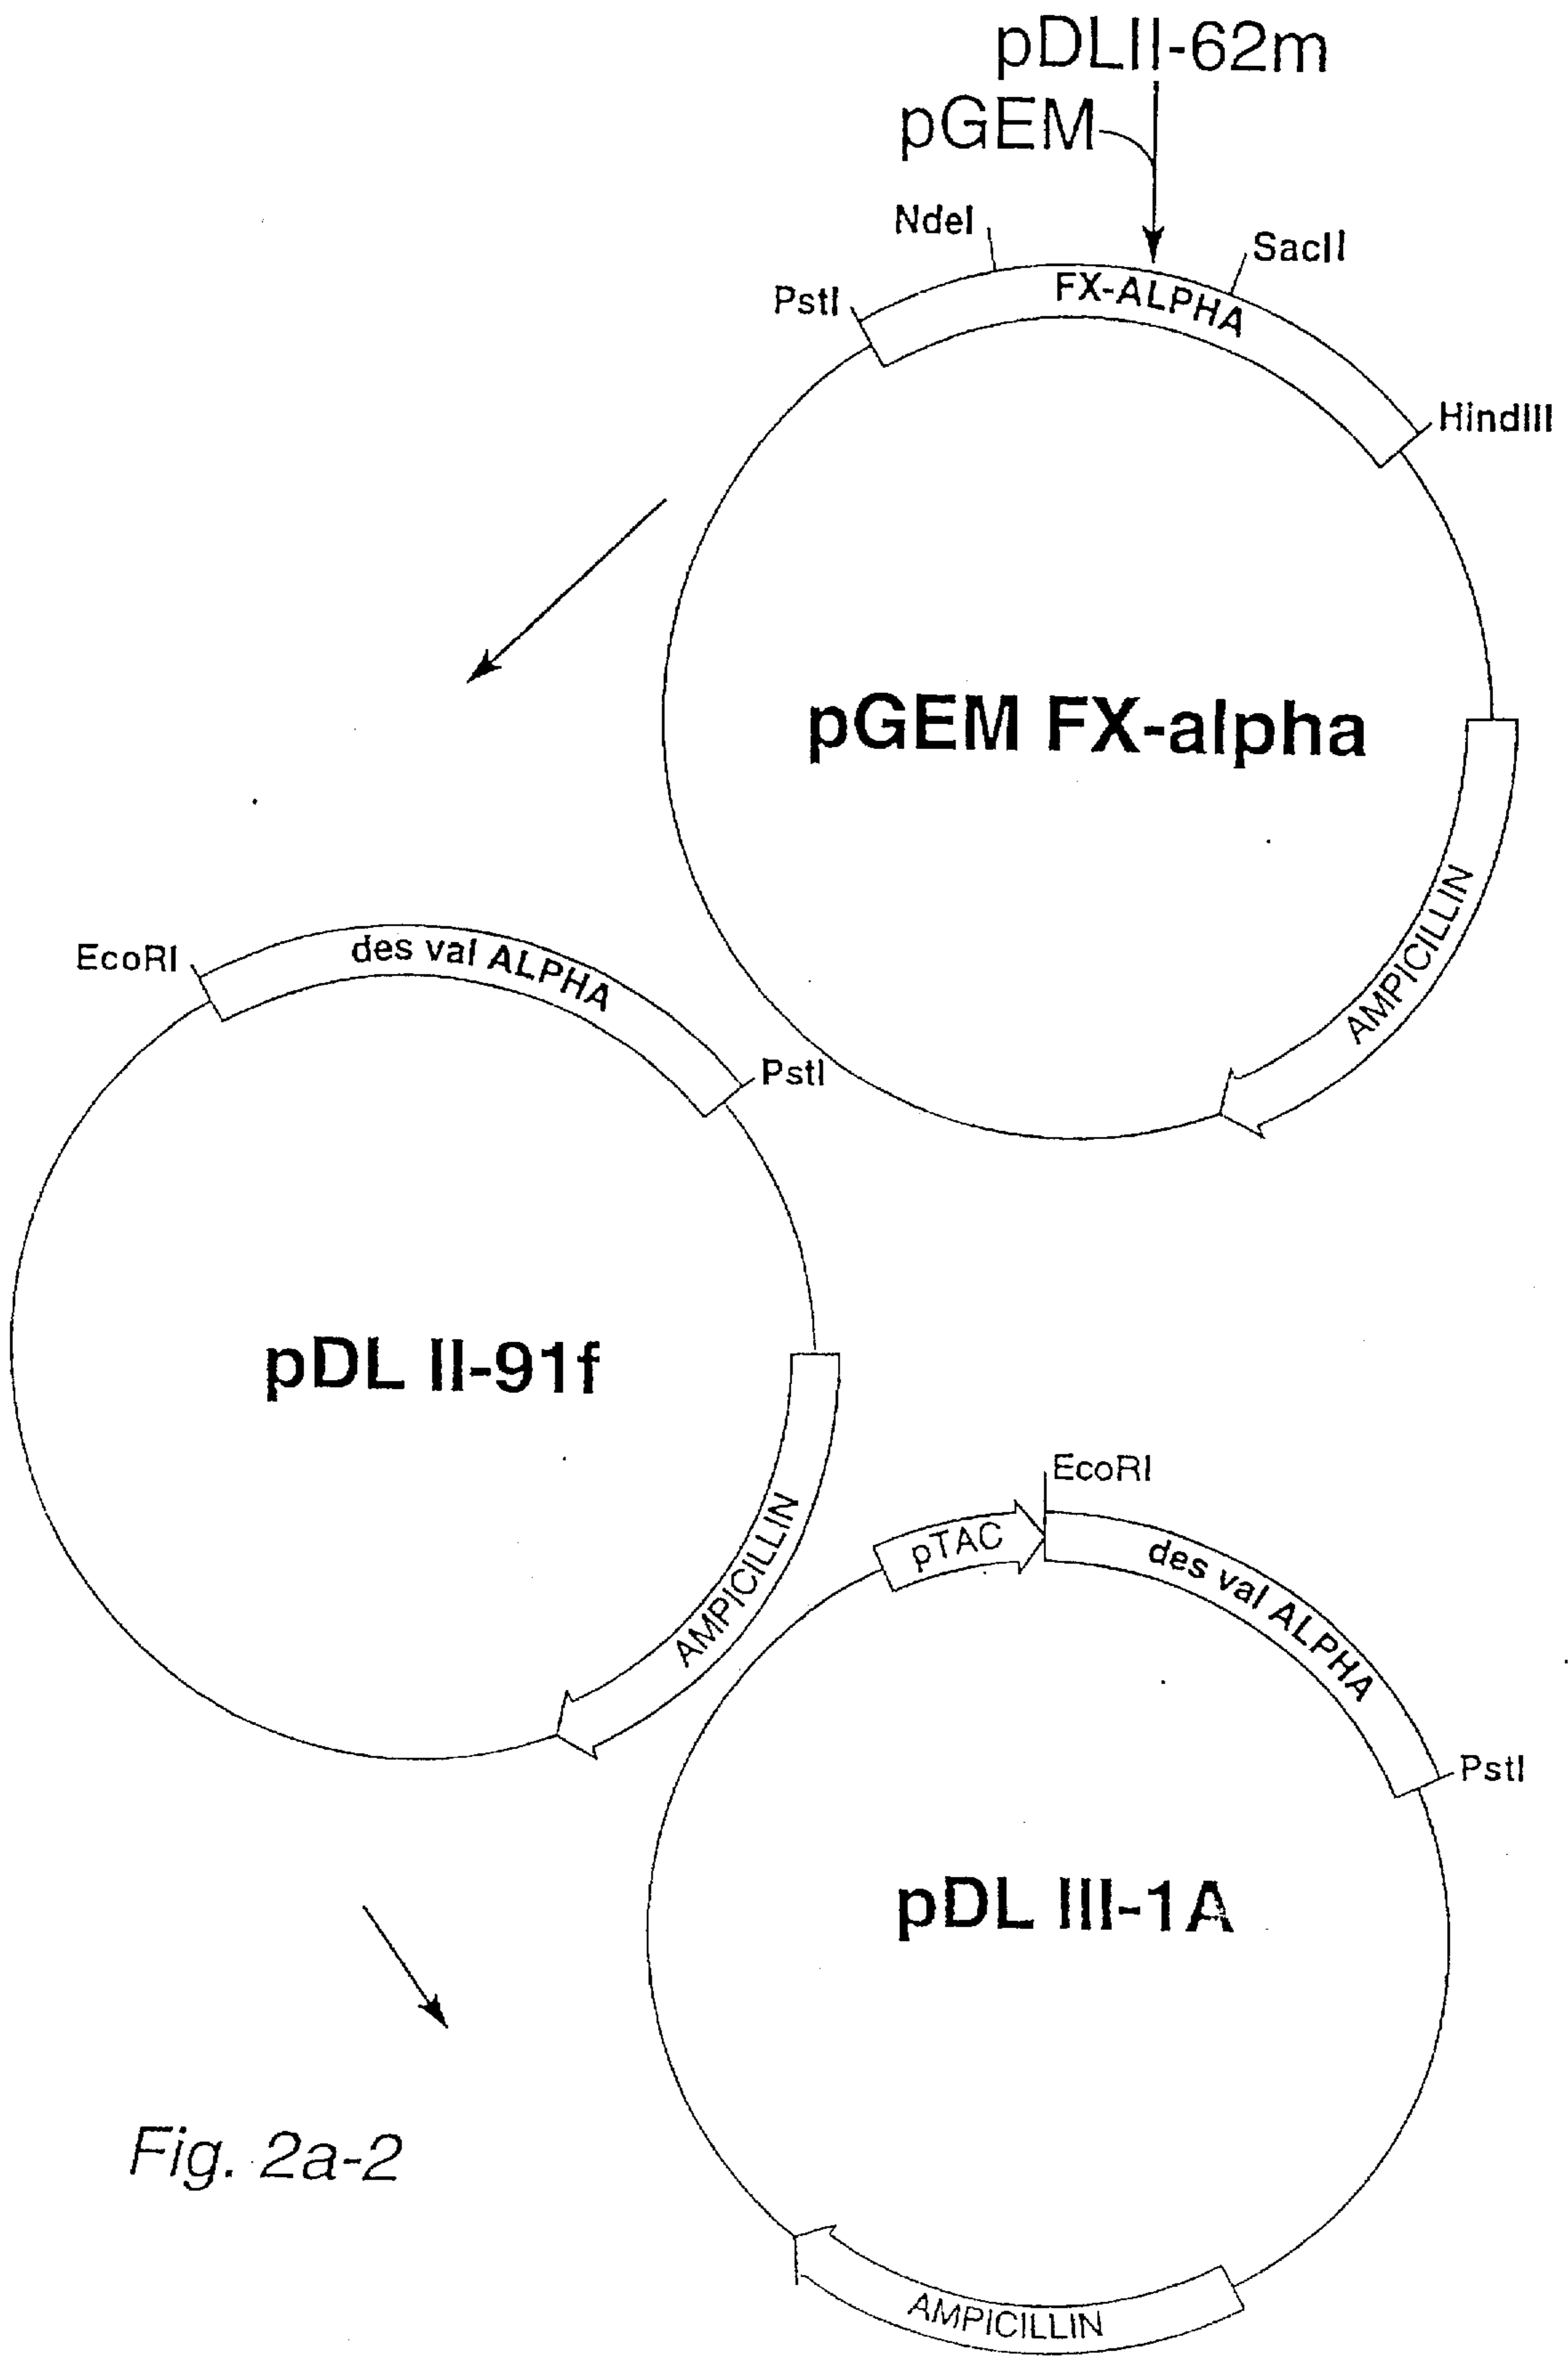 pDLII-62m
pGEM
NdeI
SacII
PstI
FX-ALPHA
HindIII
pGEM FX-alpha
AMPICILLIN
EcoRI
des val ALPHA
PstI
pDL II-91f
AMPICILLIN
EcoRI
pTAC
des val ALPHA
PstI
pDL III-1A
AMPICILLIN
Fig. 2a-2